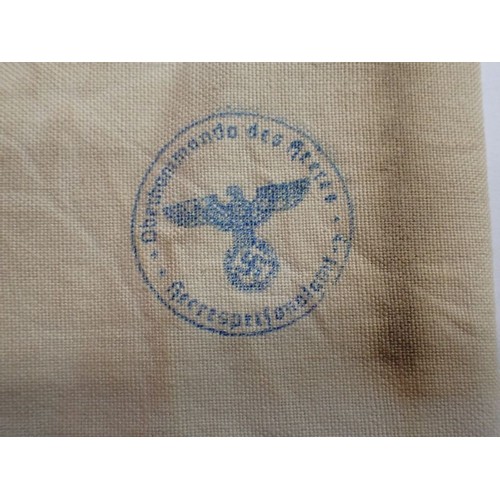 Oberkommando des Heeres
Heerespersonalamt